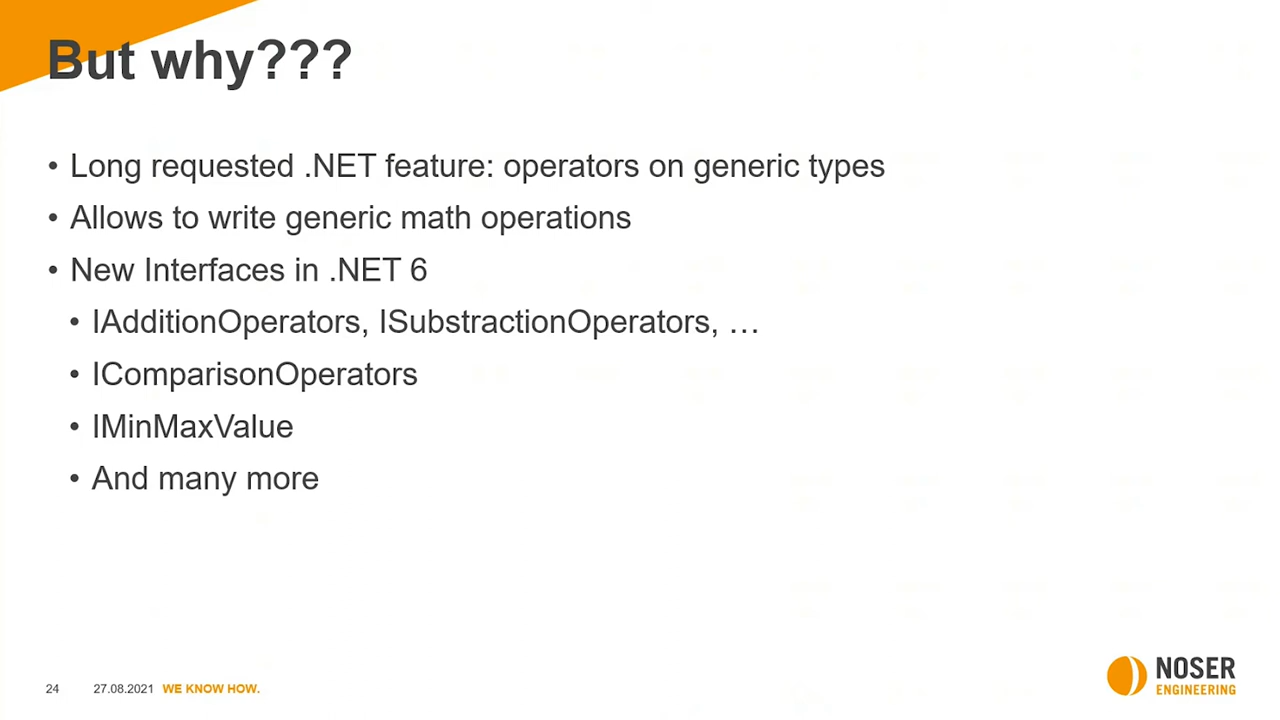 But why???
• Long requested .NET feature: operators on generic types
• Allows to write generic math operations
• New Interfaces in .NET 6
• IAdditionOperators, ISubstractionOperators, …
• IComparisonOperators
• IMinMaxValue
• And many more
24 27.08.2021 WE KNOW HOW.
NOSER
ENGINEERING